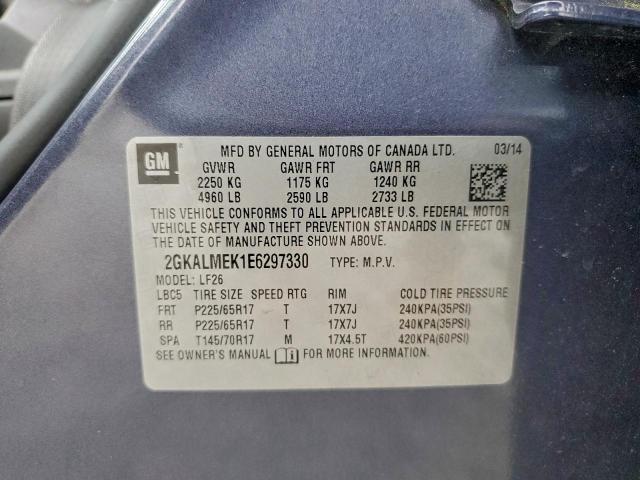 GM
MFD BY GENERAL MOTORS OF CANADA LTD. 03/14
GVWR GAWR FRT GAWR RR
2250 KG 1175 KG 1240 KG
4960 LB 2590 LB 2733 LB
THIS VEHICLE CONFORMS TO ALL APPLICABLE U.S. FEDERAL MOTOR
VEHICLE SAFETY AND THEFT PREVENTION STANDARDS IN EFFECT ON
THE DATE OF MANUFACTURE SHOWN ABOVE.
2GKALMEK1E6297330 TYPE: M.P.V.
MODEL: LF26
LBC5 TIRE SIZE SPEED RTG RIM COLD TIRE PRESSURE
FRT P225/65R17 T 17X7J 240KPA(35PSI)
RR P225/65R17 T 17X7J 240KPA(35PSI)
SPA T145/70R17 M 17X4.5T 420KPA(60PSI)
SEE OWNER'S MANUAL FOR MORE INFORMATION